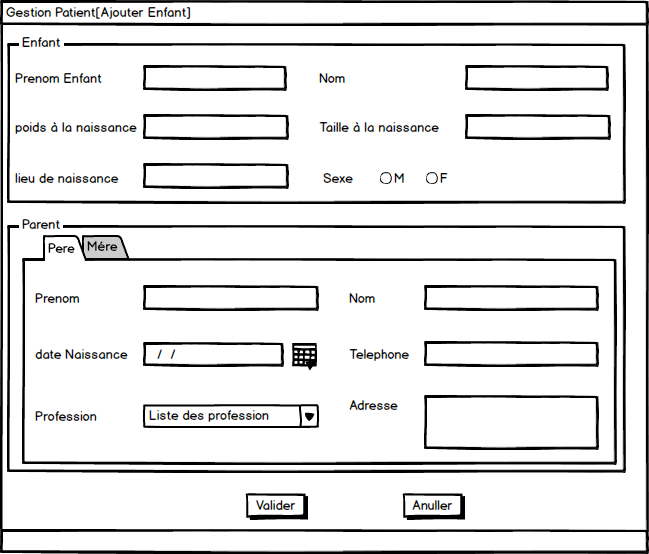 Gestion Patient[Ajouter Enfant]
Enfant
Prenom Enfant Nom
poids à la naissance Taille à la naissance
lieu de naissance Sexe M F
Parent
Pere Mére
Prenom Nom
date Naissance / / Telephone
Profession Liste des profession Adresse
Valider Anuller